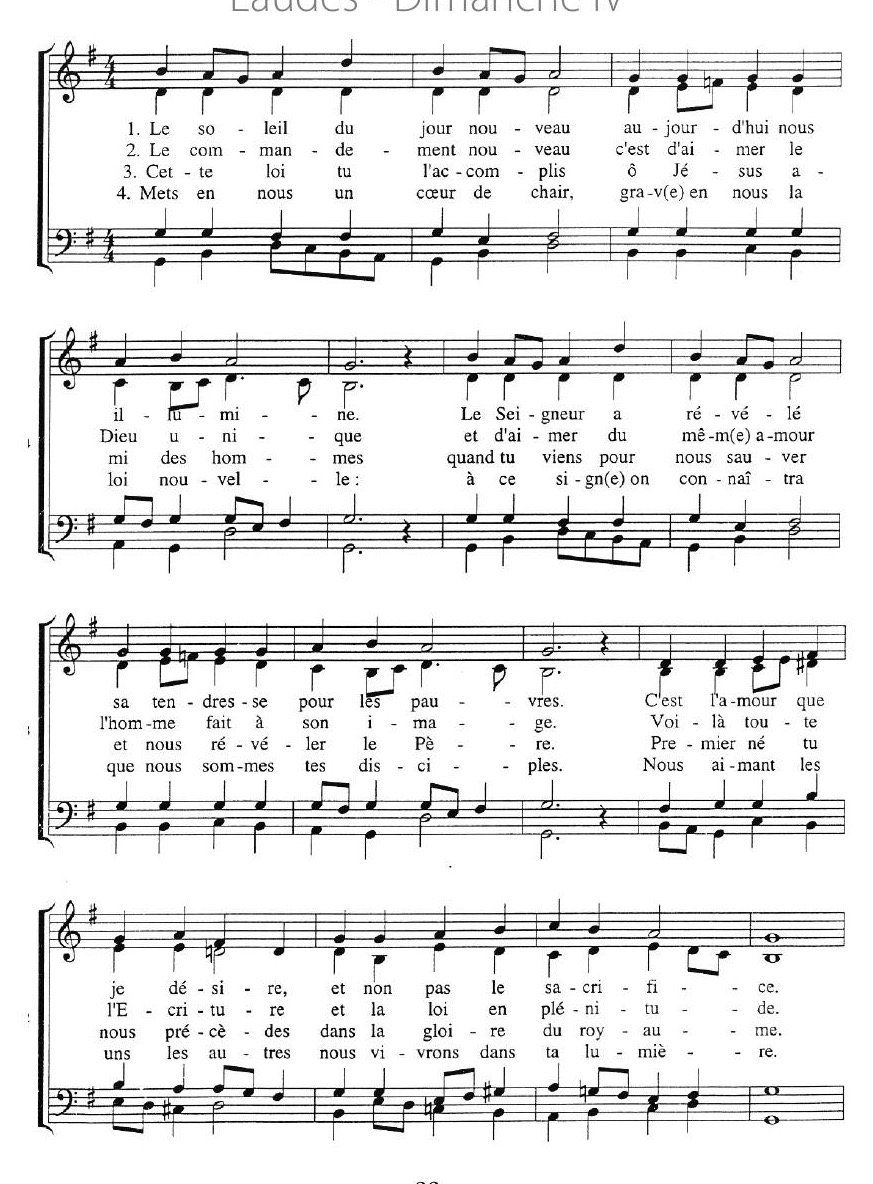 Laudes - Dimanche IV
1. Le so - leil du jour nou - veau au - jour - d'hui nous
2. Le com - man - de - ment nou - veau c'est d'ai - mer le
3. Cet - te loi tu l'ac - com - plis ô Jé - sus a -
4. Mets en nous un cœur de chair, gra-v(e) en nous la
il - lu - mi - ne. Le Sei - gneur a ré - vé - lé
Dieu u - ni - que et d'ai - mer du mê-m(e) a-mour
mi des hom - mes quand tu viens pour nous sau - ver
loi nou - vel - le : à ce si - gn(e) on con - naî - tra
sa ten - dres - se pour les pau - vres. C'est l'a-mour que
l'hom - me fait à son i - ma - ge. Voi - là tou - te
et nous ré - vé - ler le Pè - re. Pre - mier né tu
que nous som - mes tes dis - ci - ples. Nous ai - mant les
je dé - si - re, et non pas le sa - cri - fi - ce.
l'E - cri - tu - re et la loi en plé - ni - tu - de.
nous pré - cè - des dans la gloi - re du roy - au - me.
uns les au - tres nous vi - vrons dans ta lu - miè - re.